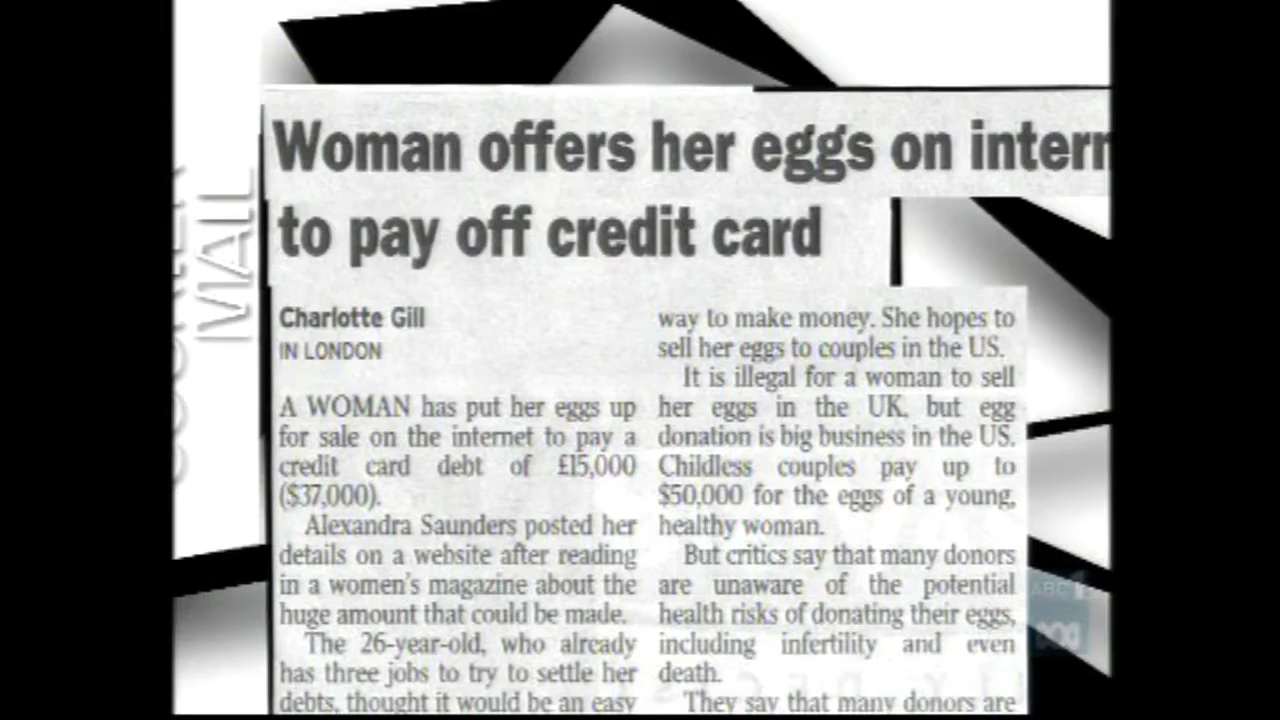 Woman offers her eggs on intern
to pay off credit card
Charlotte Gill
IN LONDON
A WOMAN has put her eggs up
for sale on the internet to pay a
credit card debt of £15,000
($37,000).
Alexandra Saunders posted her
details on a website after reading
in a women's magazine about the
huge amount that could be made.
The 26-year-old, who already
has three jobs to try to settle her
debts, thought it would be an easy
way to make money. She hopes to
sell her eggs to couples in the US.
It is illegal for a woman to sell
her eggs in the UK, but egg
donation is big business in the US.
Childless couples pay up to
$50,000 for the eggs of a young,
healthy woman.
But critics say that many donors
are unaware of the potential
health risks of donating their eggs,
including infertility and even
death.
They say that many donors are
MAIL
ABC 1